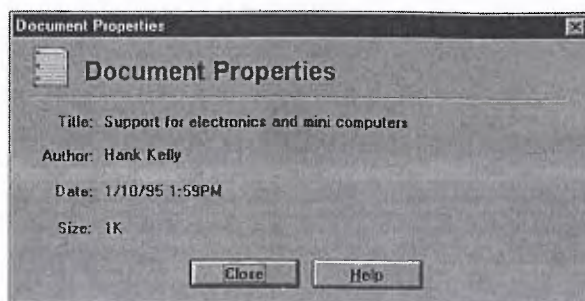 Document Properties
Document Properties
Title: Support for electronics and mini computers
Author: Hank Kelly
Date: 1/10/95 1:59PM
Size: 1K
Close Help